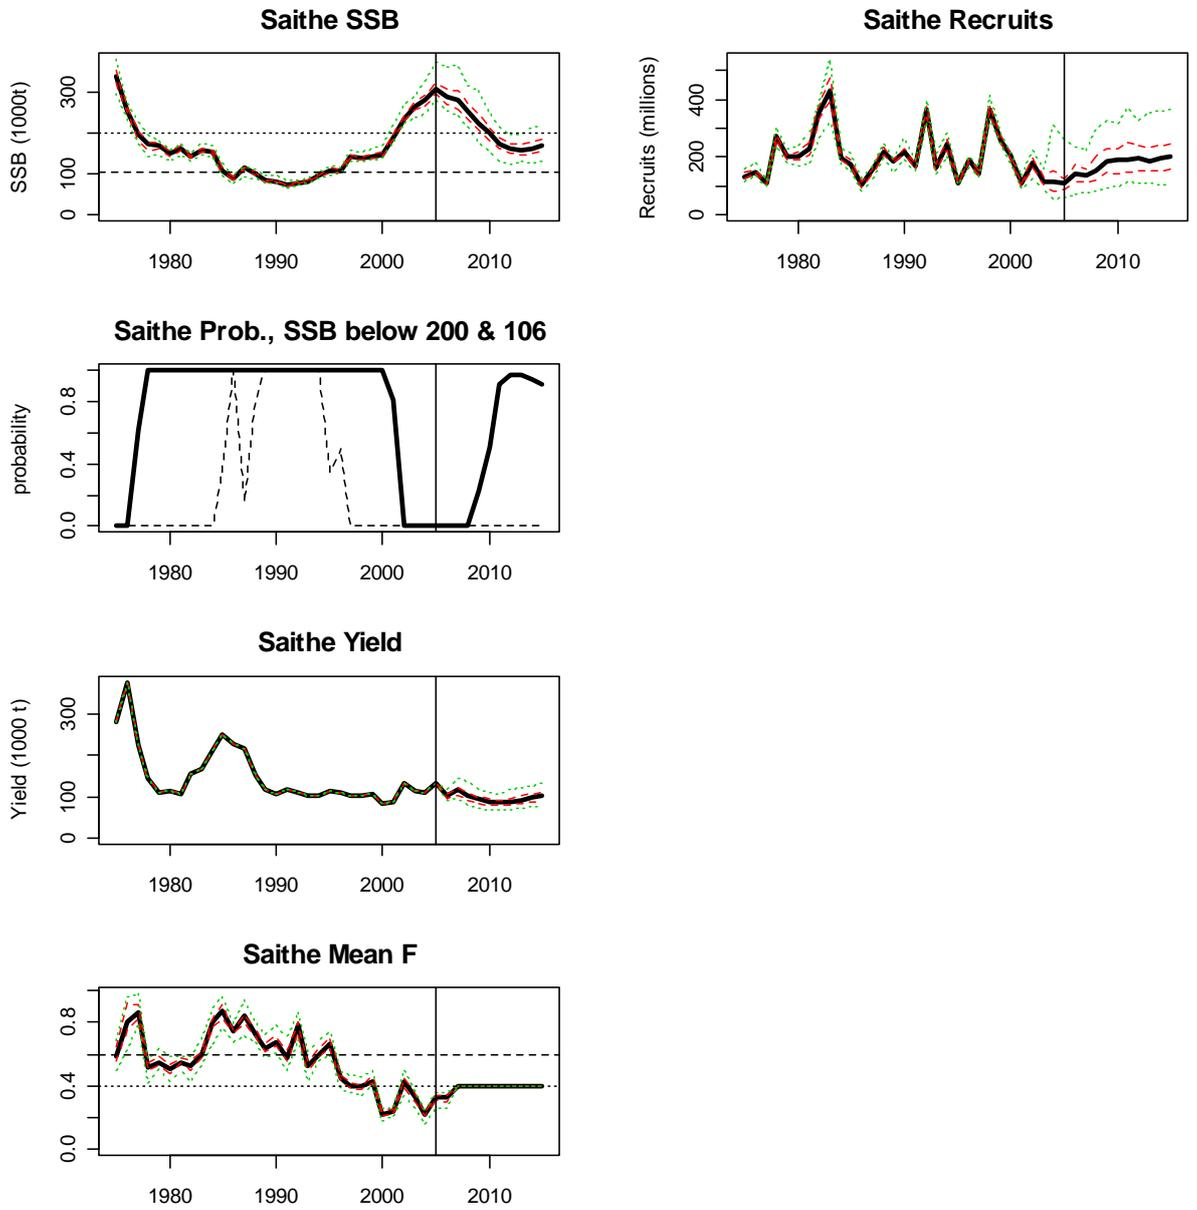 Saithe SSB
SSB (1000t)
300
100
0
1980 1990 2000 2010
Saithe Recruits
Recruits (millions)
400
200
0
1980 1990 2000 2010
Saithe Prob., SSB below 200 & 106
probability
0.8
0.4
0.0
1980 1990 2000 2010
Saithe Yield
Yield (1000 t)
300
100
0
1980 1990 2000 2010
Saithe Mean F
0.8
0.4
0.0
1980 1990 2000 2010